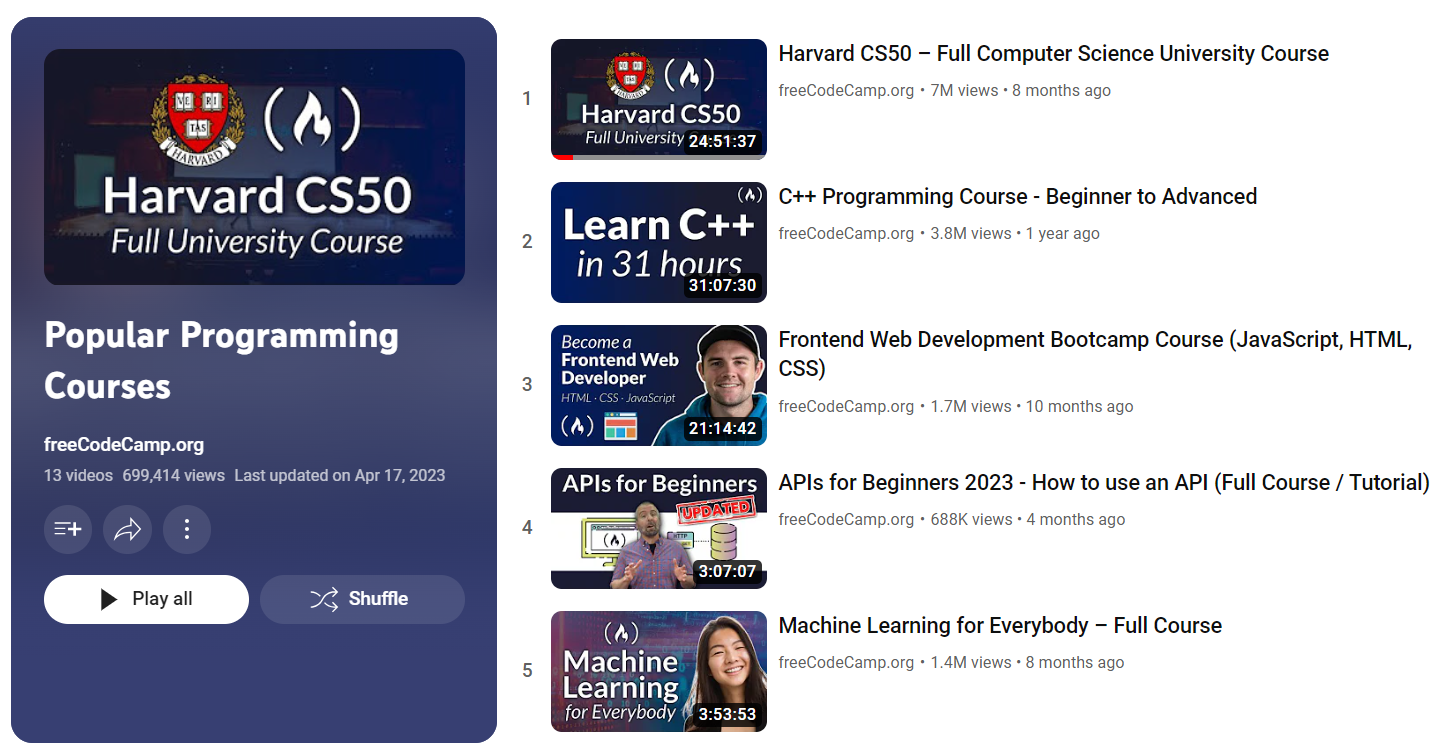 VE RI
TAS
HARVARD
Harvard CS50
Full University Course
Popular Programming
Courses
freeCodeCamp.org
13 videos 699,414 views Last updated on Apr 17, 2023
Play all
Shuffle
1
VE RI
TAS
HARVARD
Harvard CS50
Full University
24:51:37
Harvard CS50 – Full Computer Science University Course
freeCodeCamp.org • 7M views • 8 months ago
2
Learn C++
in 31 hours
31:07:30
C++ Programming Course - Beginner to Advanced
freeCodeCamp.org • 3.8M views • 1 year ago
3
Become a
Frontend Web
Developer
HTML · CSS · JavaScript
21:14:42
Frontend Web Development Bootcamp Course (JavaScript, HTML,
CSS)
freeCodeCamp.org • 1.7M views • 10 months ago
4
APIs for Beginners
UPDATED
HTTP
3:07:07
APIs for Beginners 2023 - How to use an API (Full Course / Tutorial)
freeCodeCamp.org • 688K views • 4 months ago
5
Machine
Learning
for Everybody
3:53:53
Machine Learning for Everybody – Full Course
freeCodeCamp.org • 1.4M views • 8 months ago